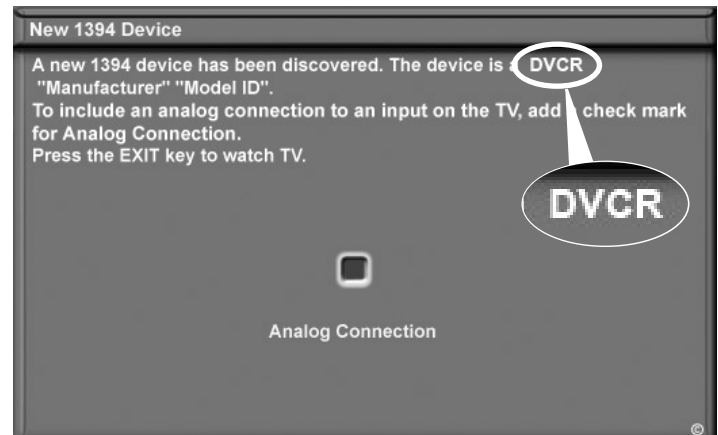 New 1394 Device
A new 1394 device has been discovered. The device is a DVCR
"Manufacturer" "Model ID".
To include an analog connection to an input on the TV, add check mark
for Analog Connection.
Press the EXIT key to watch TV.
DVCR
Analog Connection
©